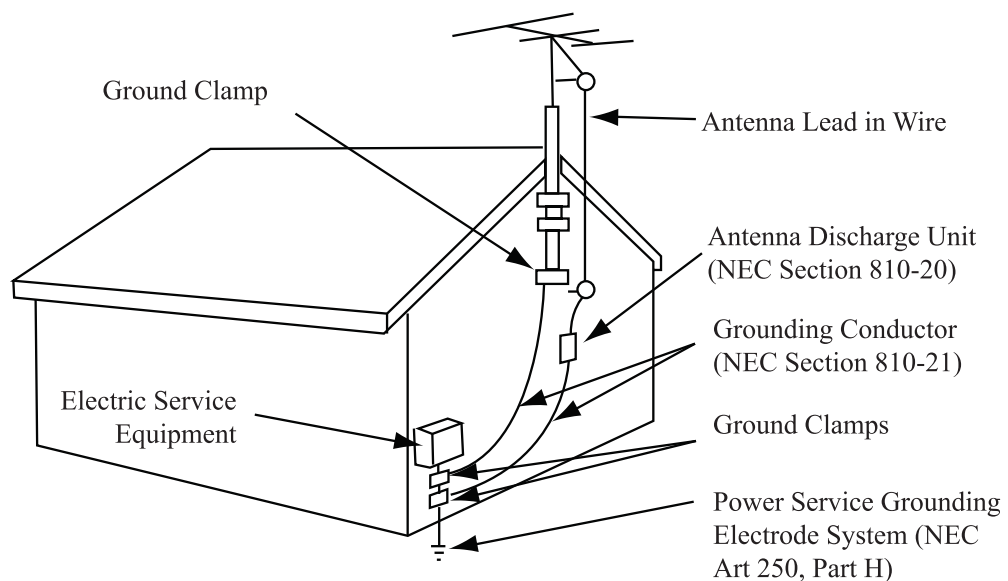 Ground Clamp
Antenna Lead in Wire
Antenna Discharge Unit
(NEC Section 810-20)
Grounding Conductor
(NEC Section 810-21)
Electric Service
Equipment
Ground Clamps
Power Service Grounding
Electrode System (NEC
Art 250, Part H)